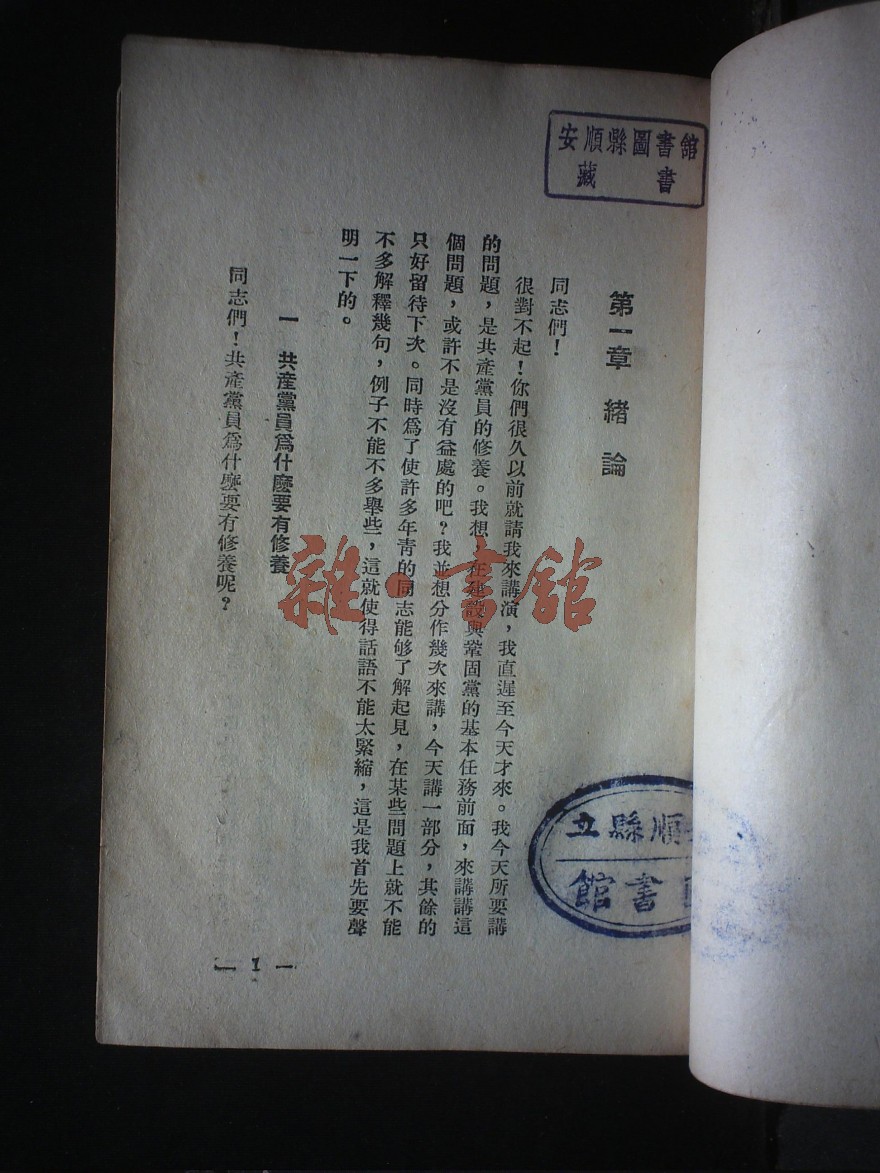 安順縣圖書館
藏書
第一章 緒論
同志們！
很對不起！你們很久以前就請我來講演，我直遲至今天才來。我今天所要講
的問題，是共產黨員的修養。我想，在建設與鞏固黨的基本任務前面，來講講這
個問題，或許不是沒有益處的吧？我並想分作幾次來講，今天講一部分，其餘的
只好留待下次。同時爲了使許多年靑的同志能够了解起見，在某些問題上就不能
不多解釋幾句，例子不能不多舉些，這就使得話語不能太緊縮，這是我首先要聲
明一下的。
一 共產黨員爲什麼要有修養
同志們！共產黨員爲什麼要有修養呢？
— 1 —
雜·書館
順縣立
書館